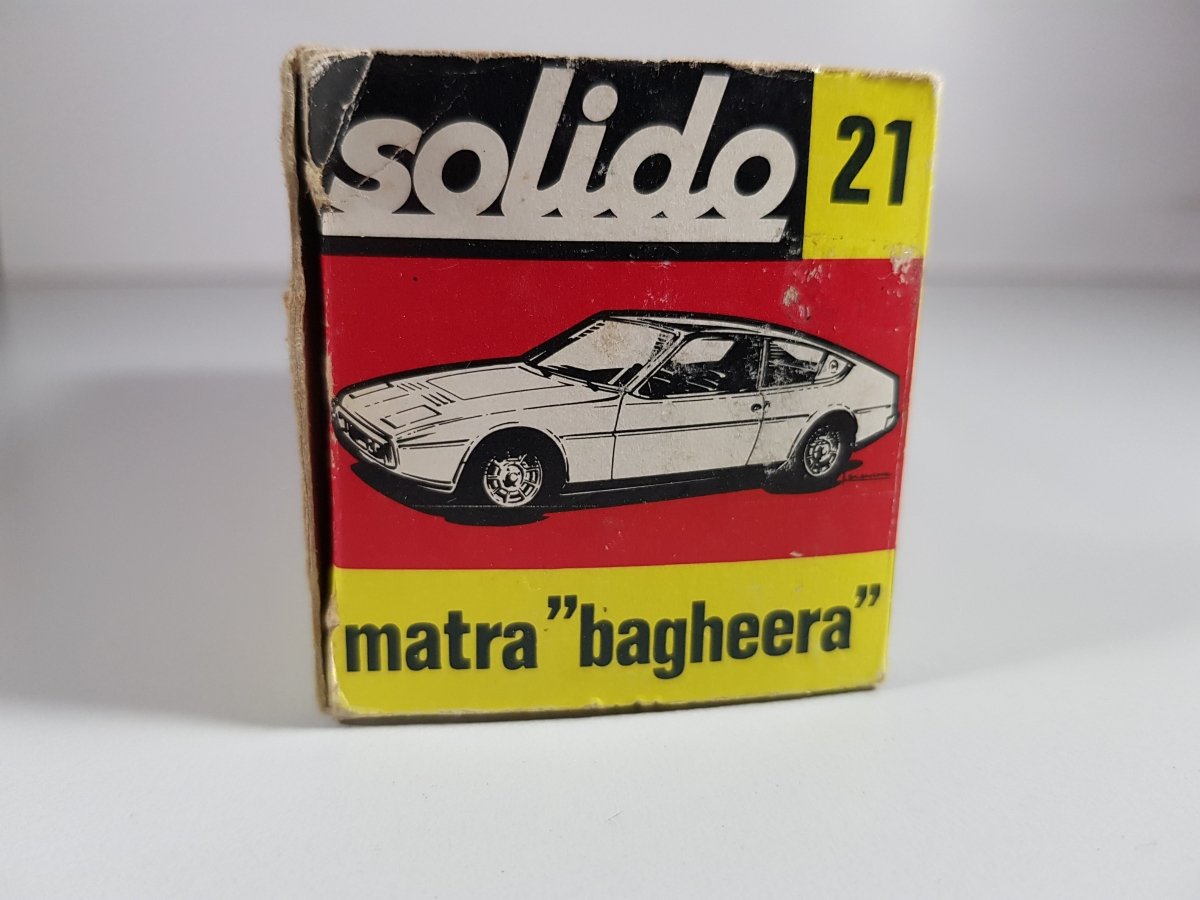 solido
21
matra "bagheera"